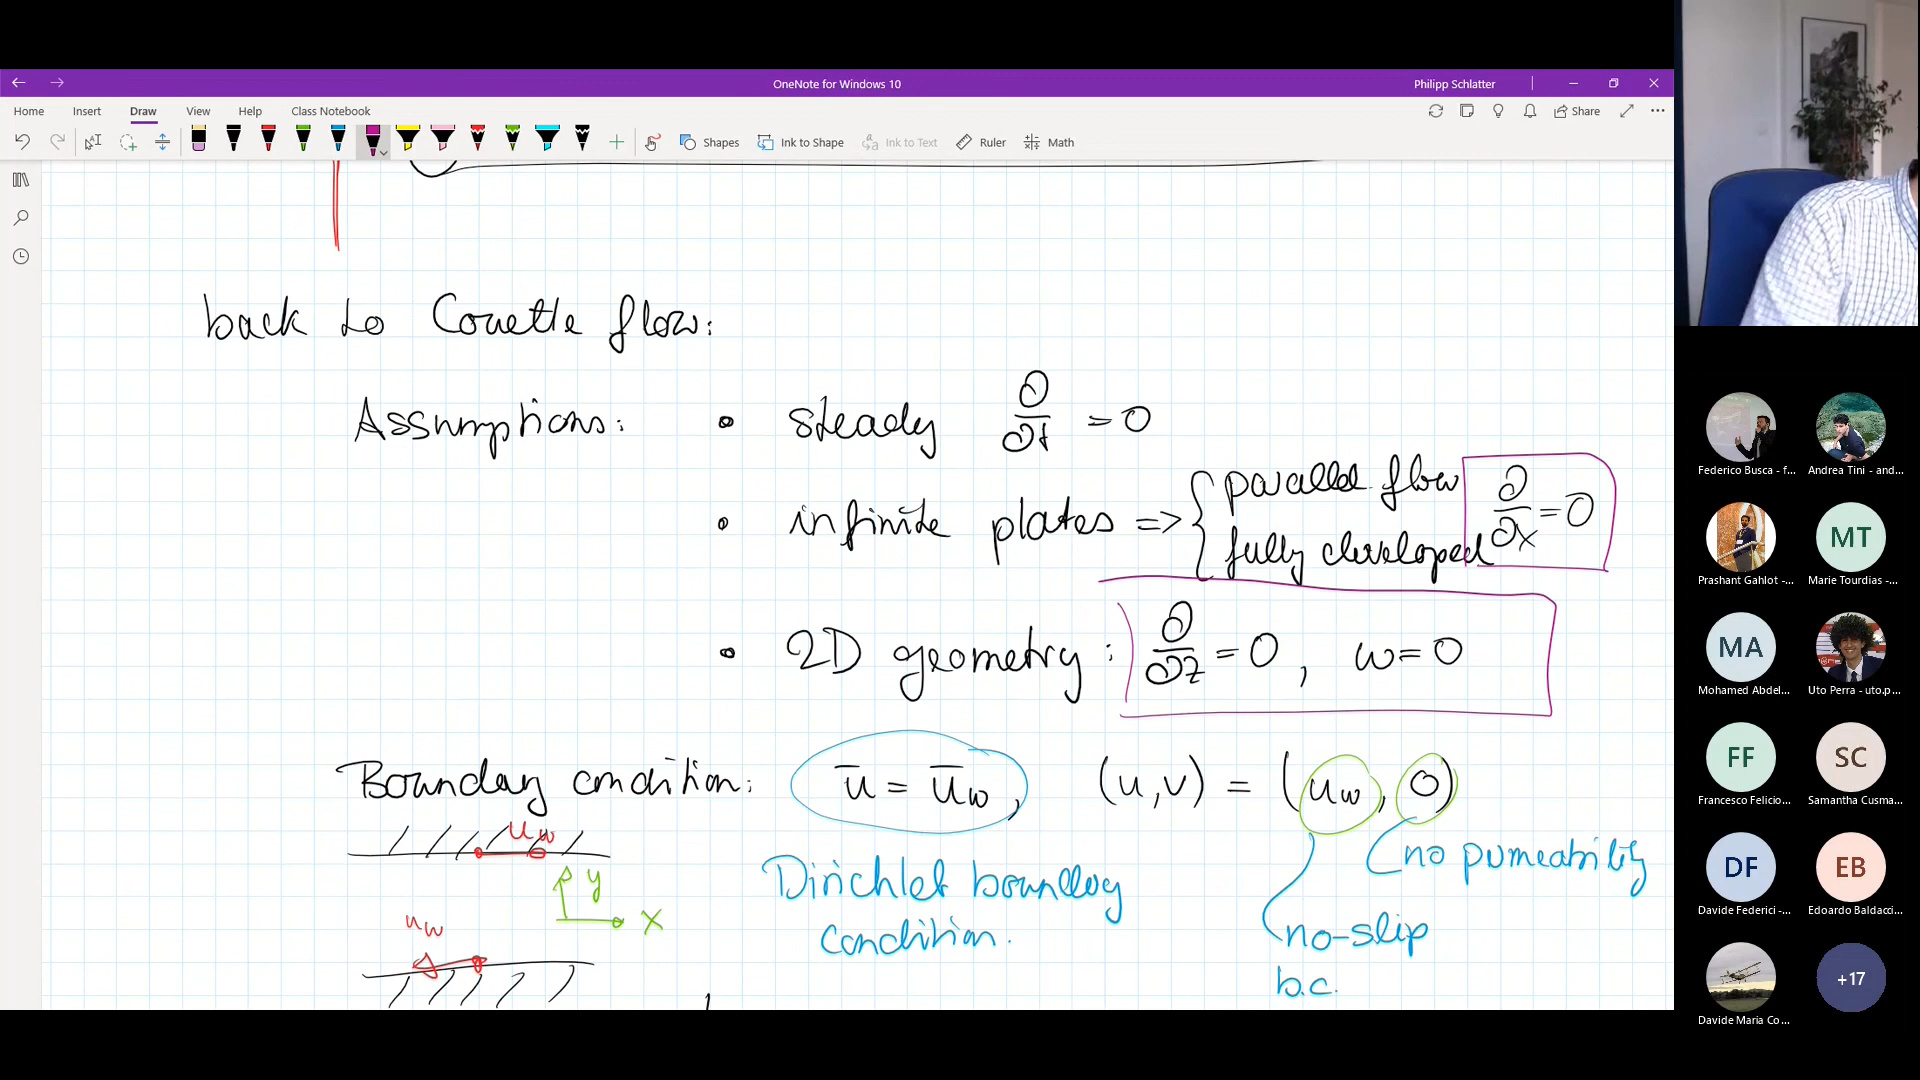 OneNote for Windows 10
Philipp Schlatter
Home Insert Draw View Help Class Notebook
Share
Shapes Ink to Shape Ink to Text Ruler Math
back to Couette flow:
Assumptions: • steady ∂/∂t = 0
• infinite plates => { parallel flow
fully developed ∂/∂x = 0
• 2D geometry: ∂/∂z = 0, w = 0
Boundary condition: u̅ = u̅w, (u,v) = (uw, 0)
uw
y
x
uw
Dirichlet boundary
condition.
no permeability
no-slip
b.c.
Federico Busca - f...
Andrea Tini - and...
Prashant Gahlot -...
MT
Marie Tourdias -...
MA
Mohamed Abdel...
Uto Perra - uto.p...
FF
Francesco Felicio...
SC
Samantha Cusma...
DF
Davide Federici -...
EB
Edoardo Baldacci...
Davide Maria Co...
+17